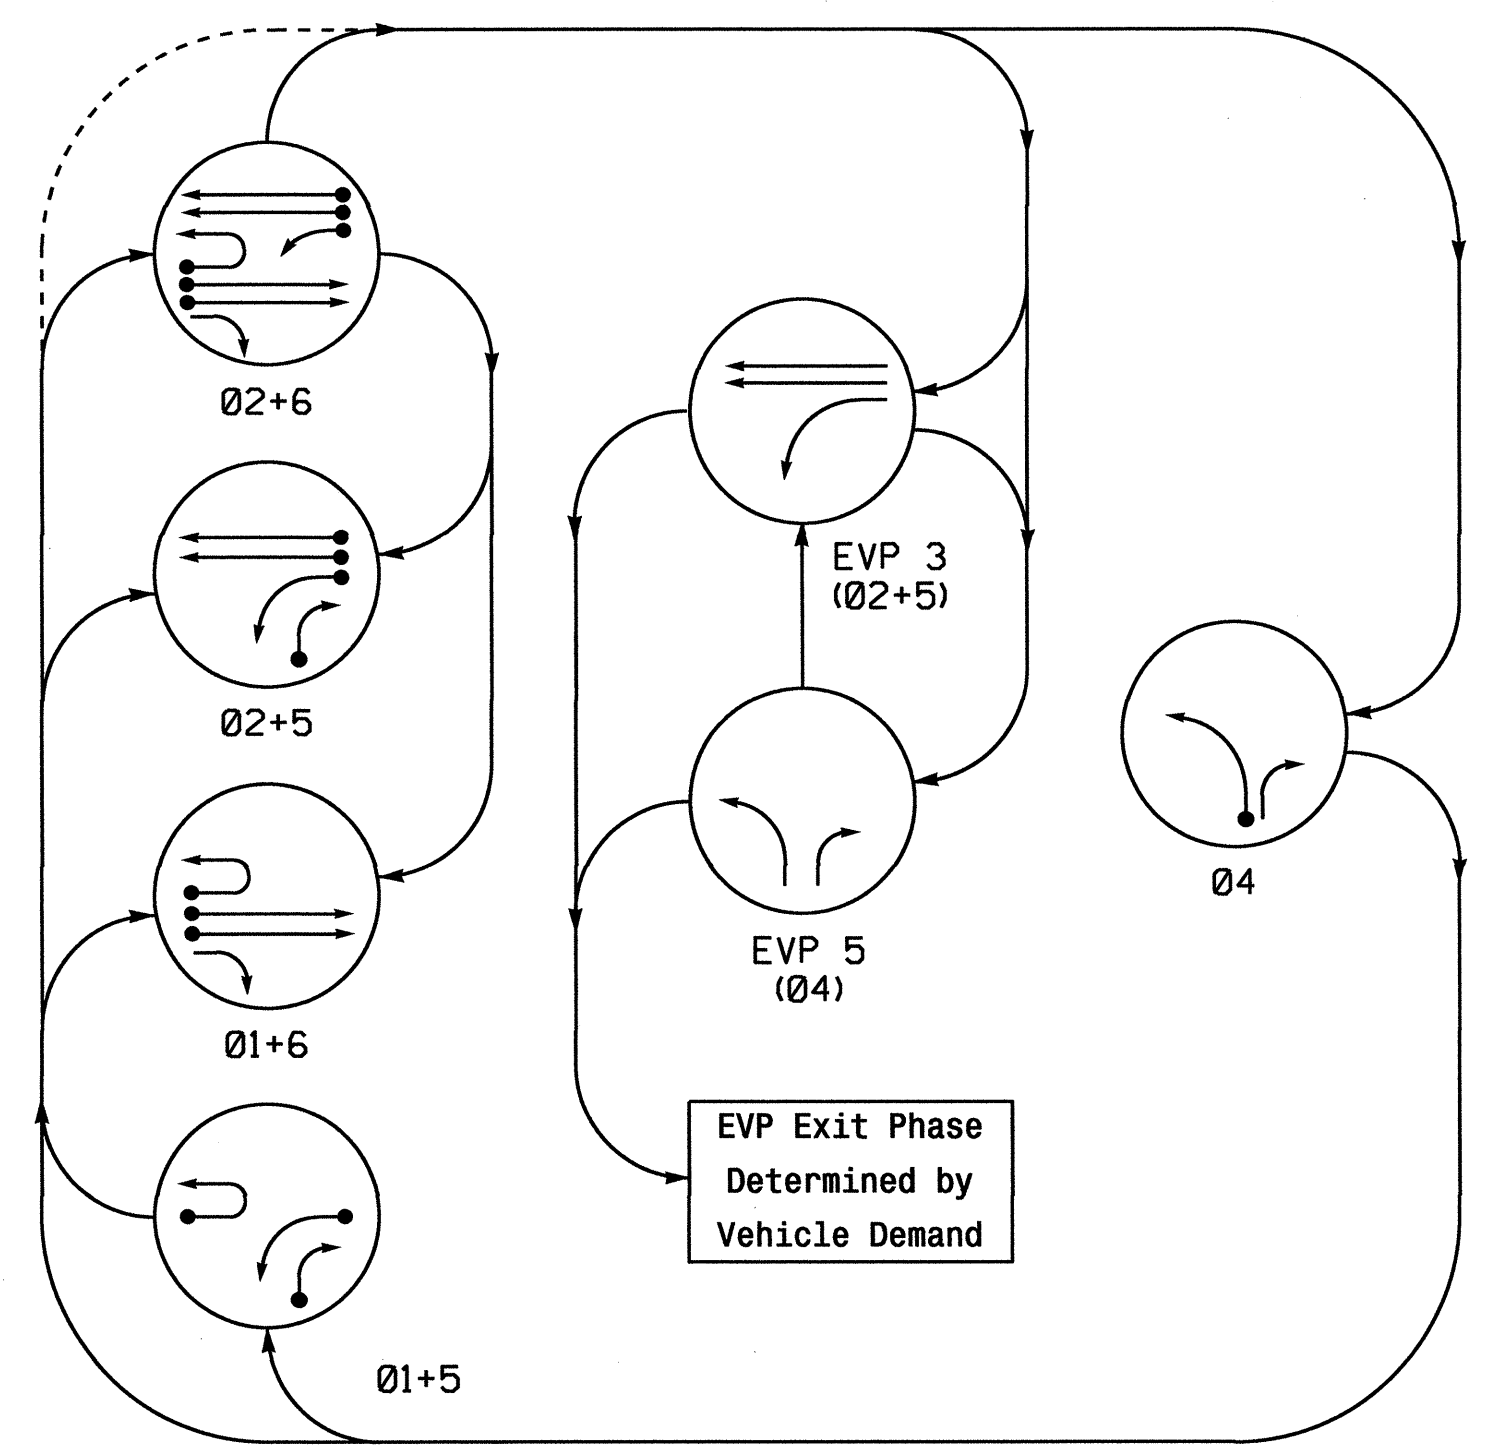 Ø2+6
Ø2+5
Ø1+6
Ø1+5
EVP 3
(Ø2+5)
EVP 5
(Ø4)
EVP Exit Phase
Determined by
Vehicle Demand
Ø4